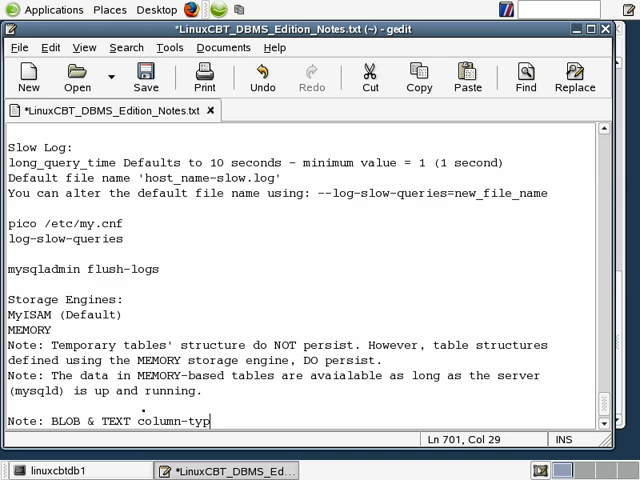 Applications Places Desktop
*LinuxCBT_DBMS_Edition_Notes.txt (~) - gedit
File Edit View Search Tools Documents Help
New Open Save Print Undo Redo Cut Copy Paste Find Replace
*LinuxCBT_DBMS_Edition_Notes.txt x
Slow Log:
long_query_time Defaults to 10 seconds - minimum value = 1 (1 second)
Default file name 'host_name-slow.log'
You can alter the default file name using: --log-slow-queries=new_file_name
pico /etc/my.cnf
log-slow-queries
mysqladmin flush-logs
Storage Engines:
MyISAM (Default)
MEMORY
Note: Temporary tables' structure do NOT persist. However, table structures
defined using the MEMORY storage engine, DO persist.
Note: The data in MEMORY-based tables are avaialable as long as the server
(mysqld) is up and running.
Note: BLOB & TEXT column-typ
Ln 701, Col 29 INS
linuxcbtdb1 *LinuxCBT_DBMS_Ed...